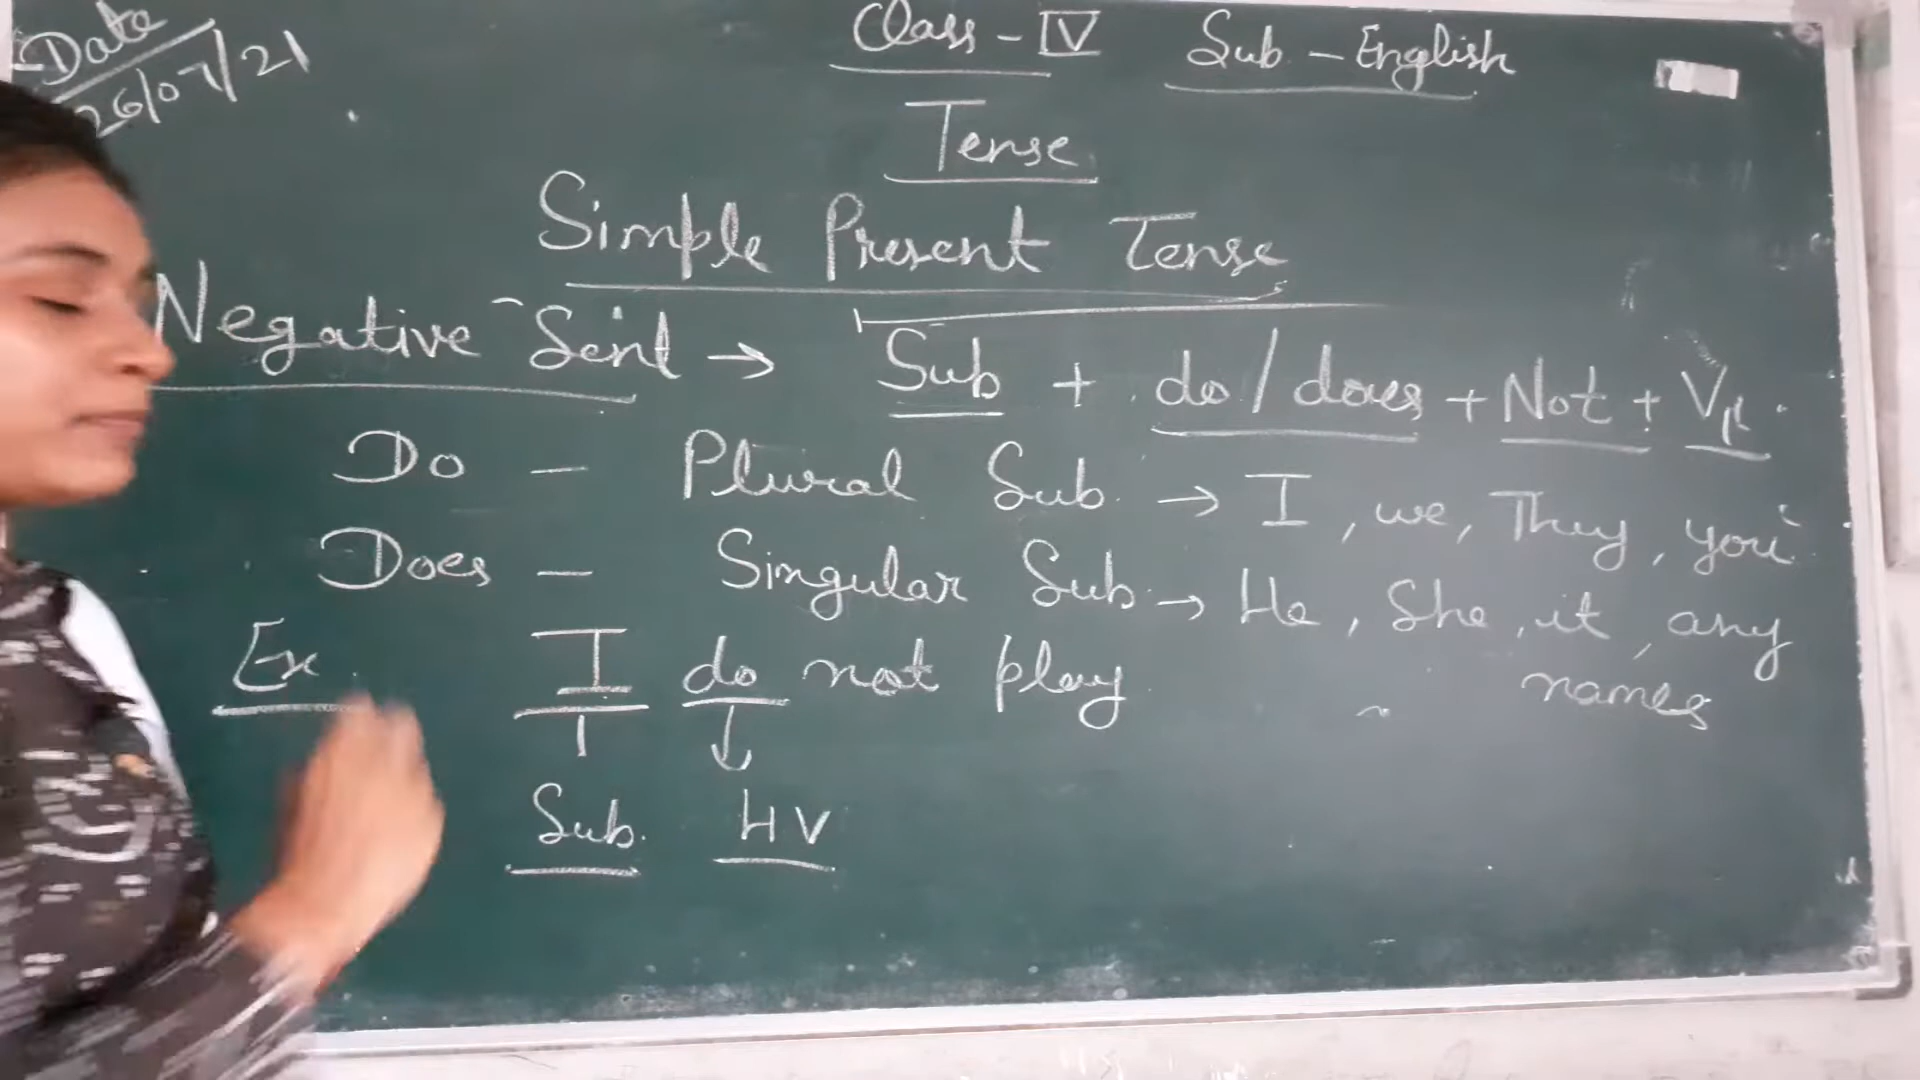 Date
26/07/21
Class - IV Sub - English
Tense
Simple Present Tense
Negative Sent → Sub + do / does + Not + V1.
Do - Plural Sub. → I, we, They, you
Does - Singular Sub. → He, She, it, any names
Ex. I do not play
Sub. HV